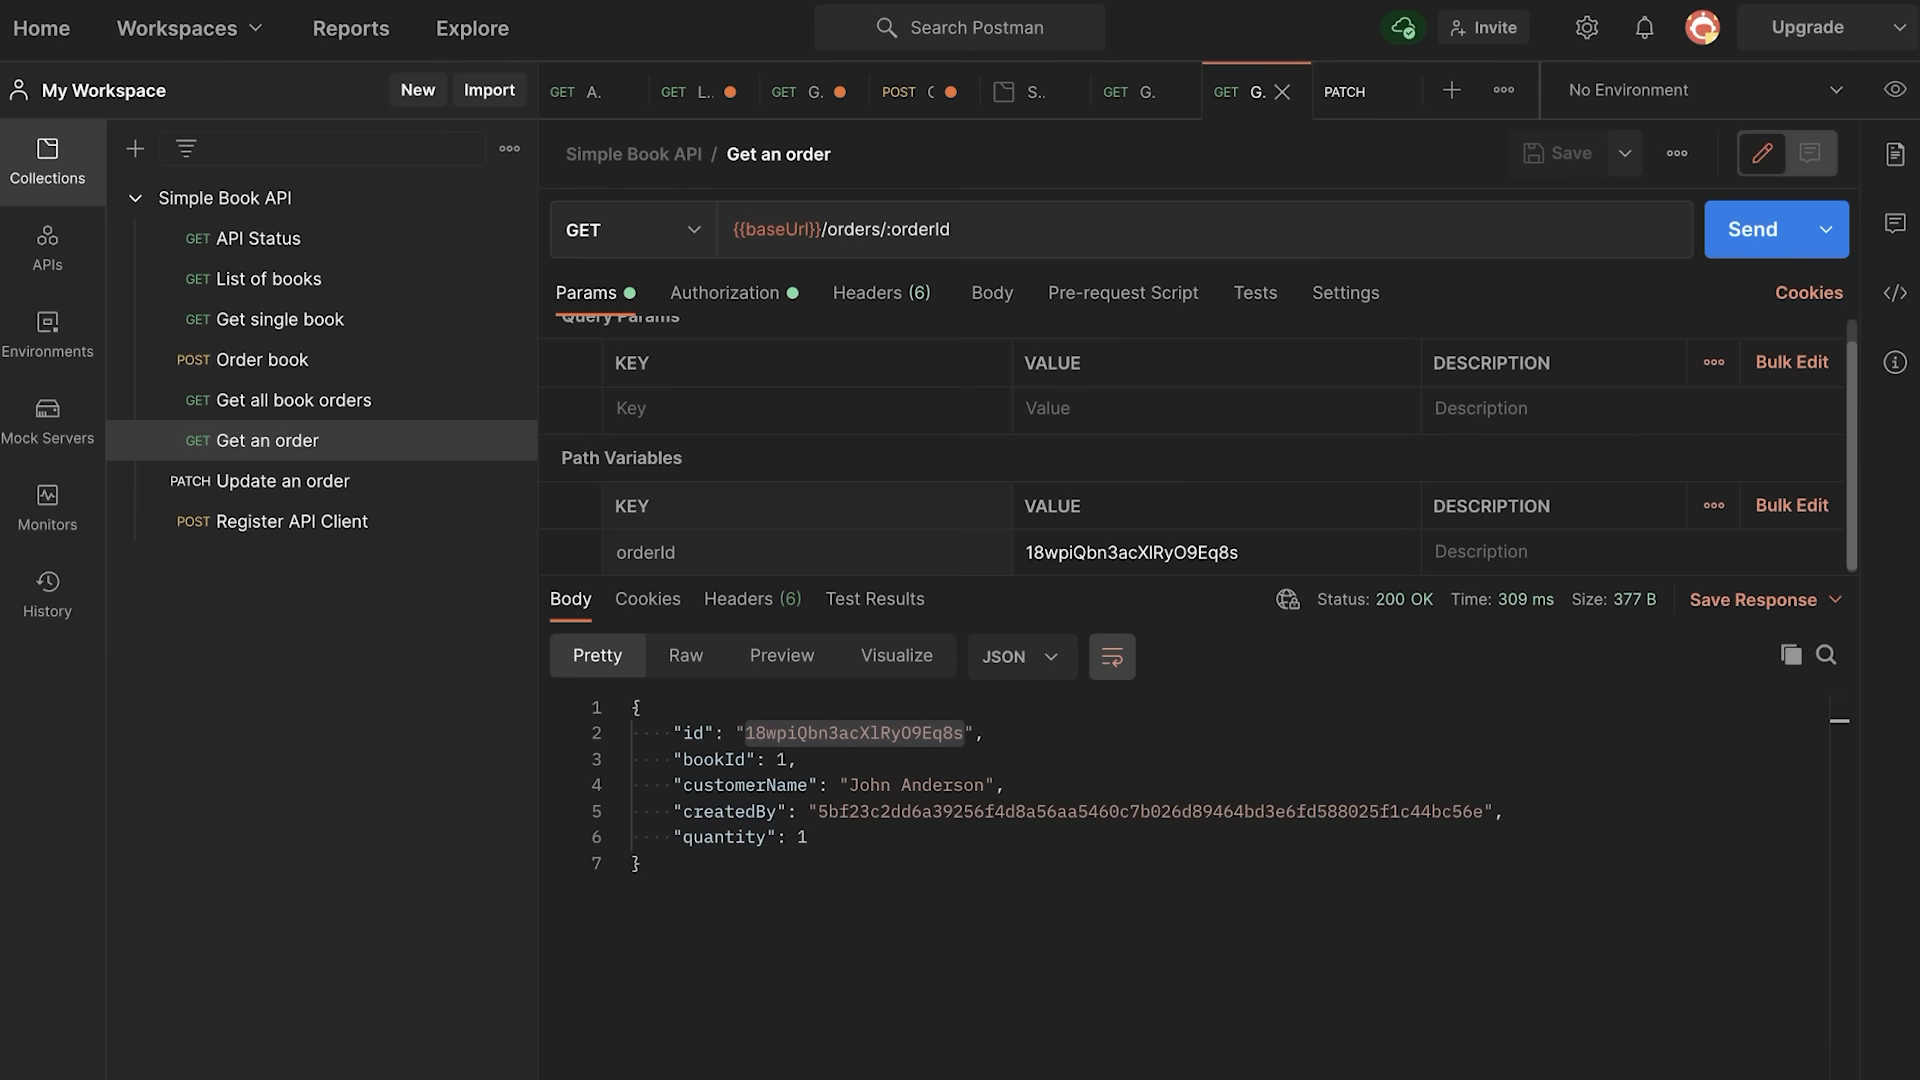 Home Workspaces Reports Explore Search Postman Invite Upgrade
My Workspace New Import GET A. GET L.. GET G. POST C S.. GET G. GET G. PATCH No Environment
Collections
APIs
Environments
Mock Servers
Monitors
History
Simple Book API
GET API Status
GET List of books
GET Get single book
POST Order book
GET Get all book orders
GET Get an order
PATCH Update an order
POST Register API Client
Simple Book API / Get an order Save
GET {{baseUrl}}/orders/:orderId Send
Params Authorization Headers (6) Body Pre-request Script Tests Settings Cookies
Query Params
KEY VALUE DESCRIPTION Bulk Edit
Key Value Description
Path Variables
KEY VALUE DESCRIPTION Bulk Edit
orderId 18wpiQbn3acXlRyO9Eq8s Description
Body Cookies Headers (6) Test Results Status: 200 OK Time: 309 ms Size: 377 B Save Response
Pretty Raw Preview Visualize JSON
1 {
2 "id": "18wpiQbn3acXlRyO9Eq8s",
3 "bookId": 1,
4 "customerName": "John Anderson",
5 "createdBy": "5bf23c2dd6a39256f4d8a56aa5460c7b026d89464bd3e6fd588025f1c44bc56e",
6 "quantity": 1
7 }